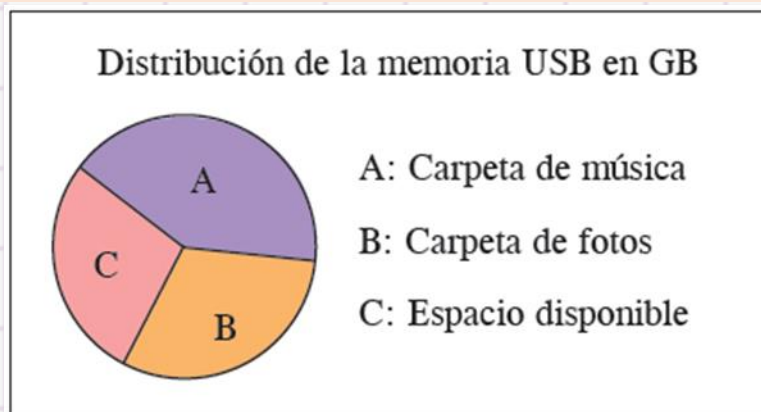 Distribución de la memoria USB en GB
A
C
B
A: Carpeta de música
B: Carpeta de fotos
C: Espacio disponible